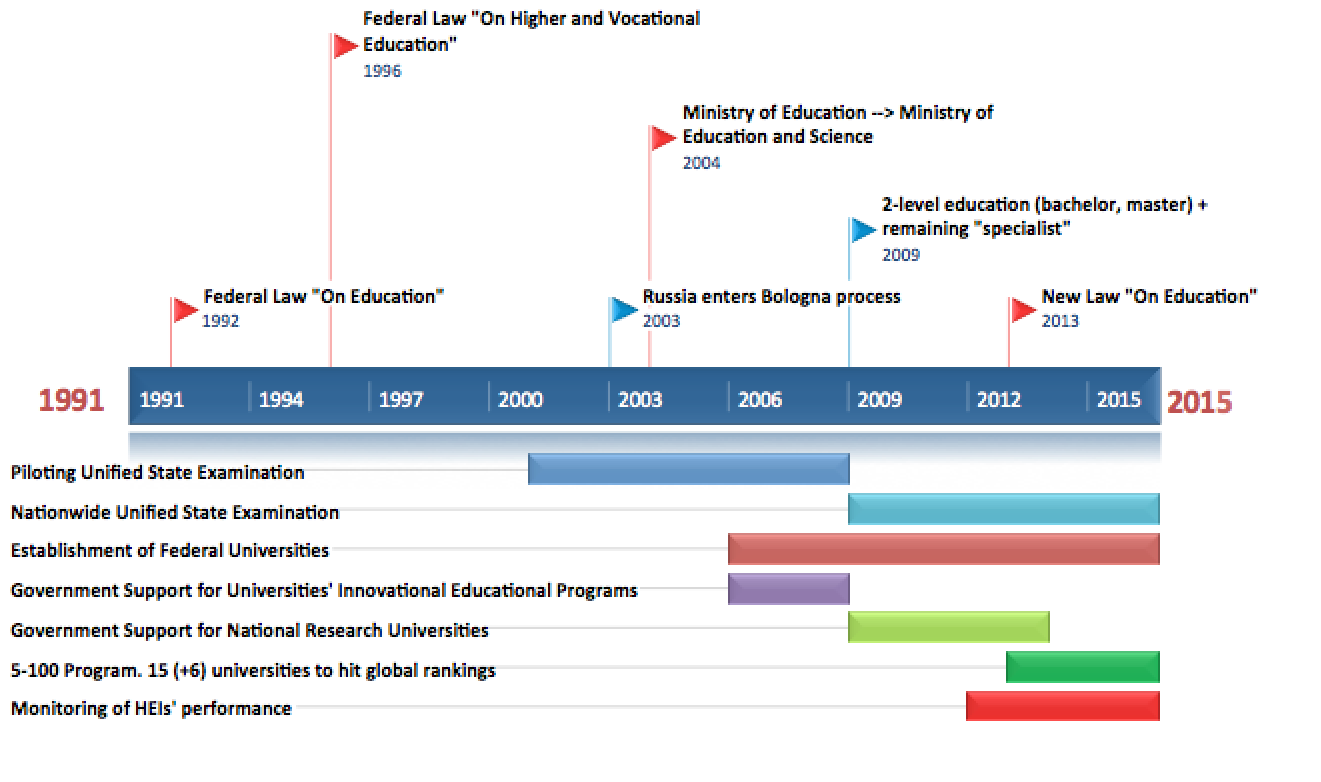 Federal Law "On Higher and Vocational
Education"
1996
Ministry of Education --> Ministry of
Education and Science
2004
2-level education (bachelor, master) +
remaining "specialist"
2009
Federal Law "On Education"
1992
Russia enters Bologna process
2003
New Law "On Education"
2013
1991 1991 1994 1997 2000 2003 2006 2009 2012 2015 2015
Piloting Unified State Examination
Nationwide Unified State Examination
Establishment of Federal Universities
Government Support for Universities' Innovational Educational Programs
Government Support for National Research Universities
5-100 Program. 15 (+6) universities to hit global rankings
Monitoring of HEIs' performance